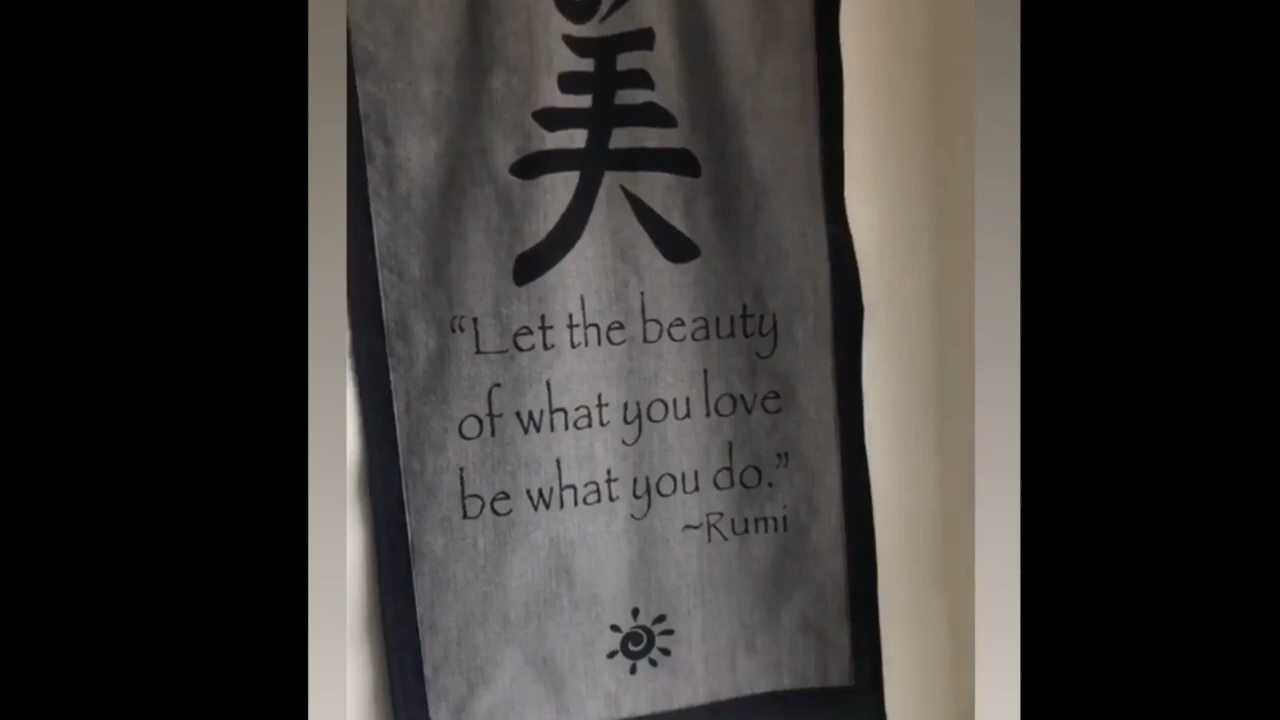 美
“Let the beauty
of what you love
be what you do.”
~Rumi